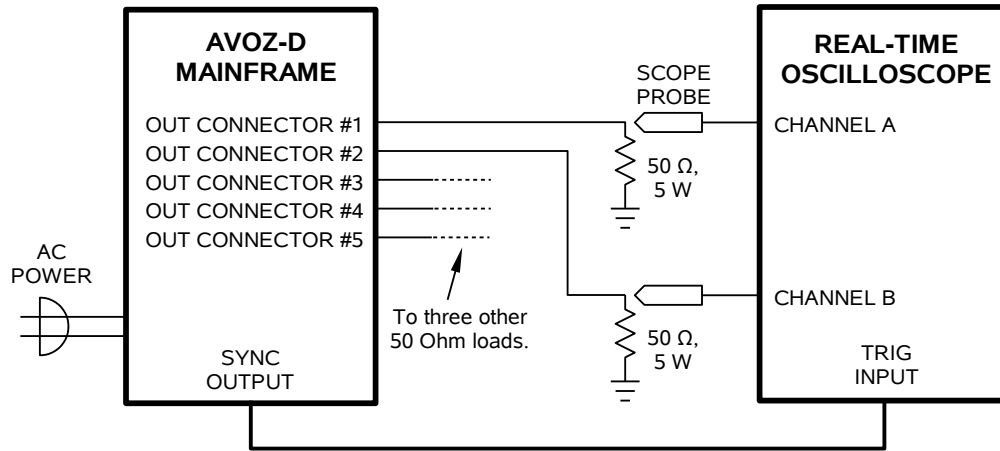 AVOZ-D
MAINFRAME
OUT CONNECTOR #1
OUT CONNECTOR #2
OUT CONNECTOR #3
OUT CONNECTOR #4
OUT CONNECTOR #5
AC
POWER
SYNC
OUTPUT
To three other
50 Ohm loads.
SCOPE
PROBE
50 Ω,
5 W
50 Ω,
5 W
REAL-TIME
OSCILLOSCOPE
CHANNEL A
CHANNEL B
TRIG
INPUT